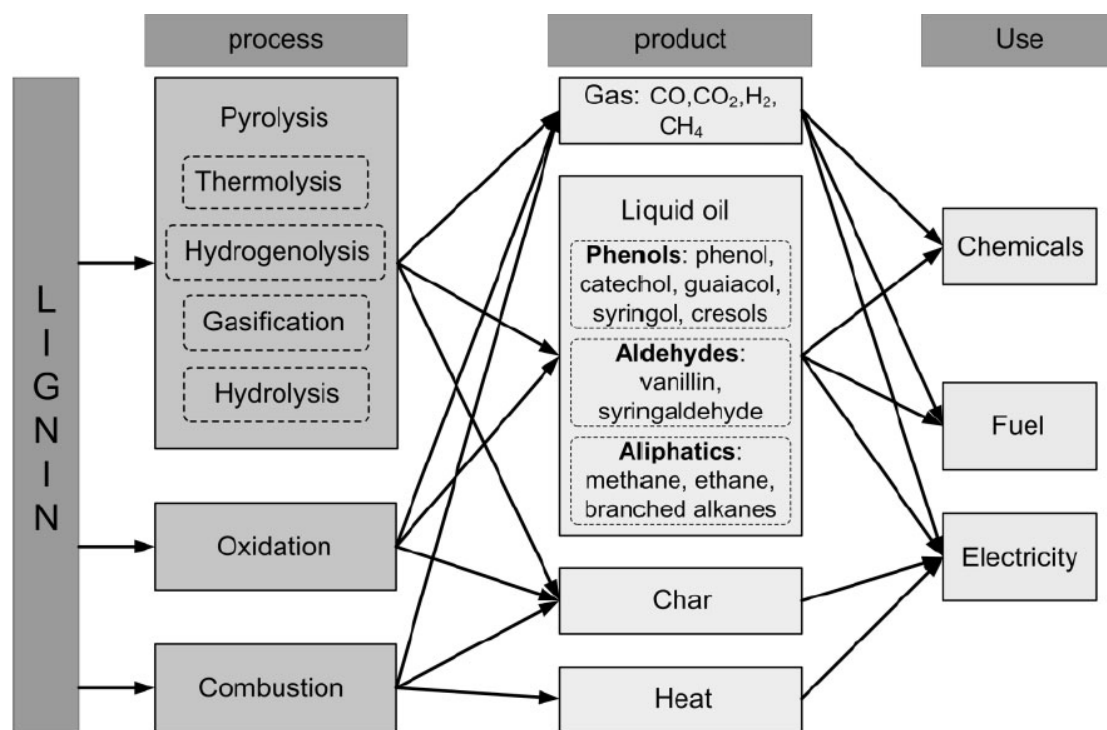 process
product
Use
LIGNIN
Pyrolysis
Thermolysis
Hydrogenolysis
Gasification
Hydrolysis
Oxidation
Combustion
Gas: CO,CO₂,H₂,
CH₄
Liquid oil
Phenols: phenol,
catechol, guaiacol,
syringol, cresols
Aldehydes:
vanillin,
syringaldehyde
Aliphatics:
methane, ethane,
branched alkanes
Char
Heat
Chemicals
Fuel
Electricity